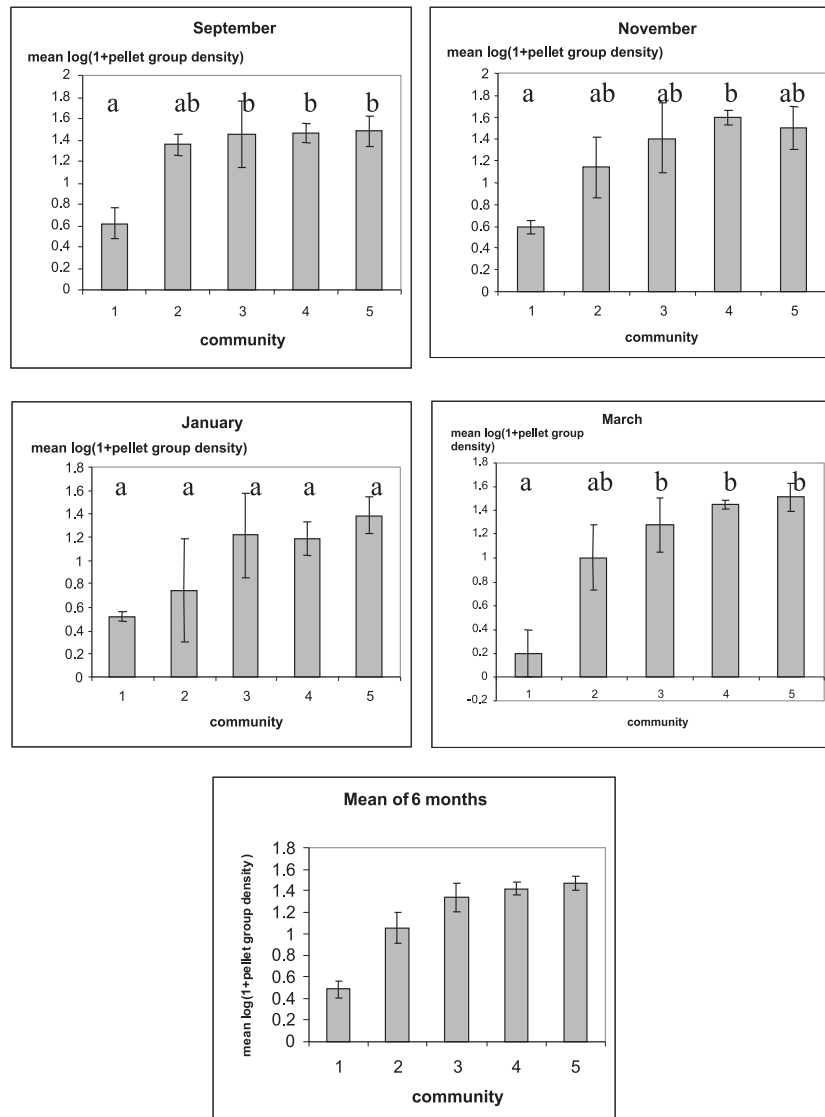 September
mean log(1+pellet group density)
2
1.8
1.6
1.4
1.2
1
0.8
0.6
0.4
0.2
0
a ab b b b
1 2 3 4 5
community
November
mean log(1+pellet group density)
2
1.8
1.6
1.4
1.2
1
0.8
0.6
0.4
0.2
0
a ab ab b ab
1 2 3 4 5
community
January
mean log(1+pellet group density)
1.8
1.6
1.4
1.2
1
0.8
0.6
0.4
0.2
0
a a a a a
1 2 3 4 5
community
March
mean log(1+pellet group
density)
1.8
1.6
1.4
1.2
1
0.8
0.6
0.4
0.2
0
-0.2
a ab b b b
1 2 3 4 5
community
Mean of 6 months
mean log(1+pellet group density )
1.8
1.6
1.4
1.2
1
0.8
0.6
0.4
0.2
0
1 2 3 4 5
community